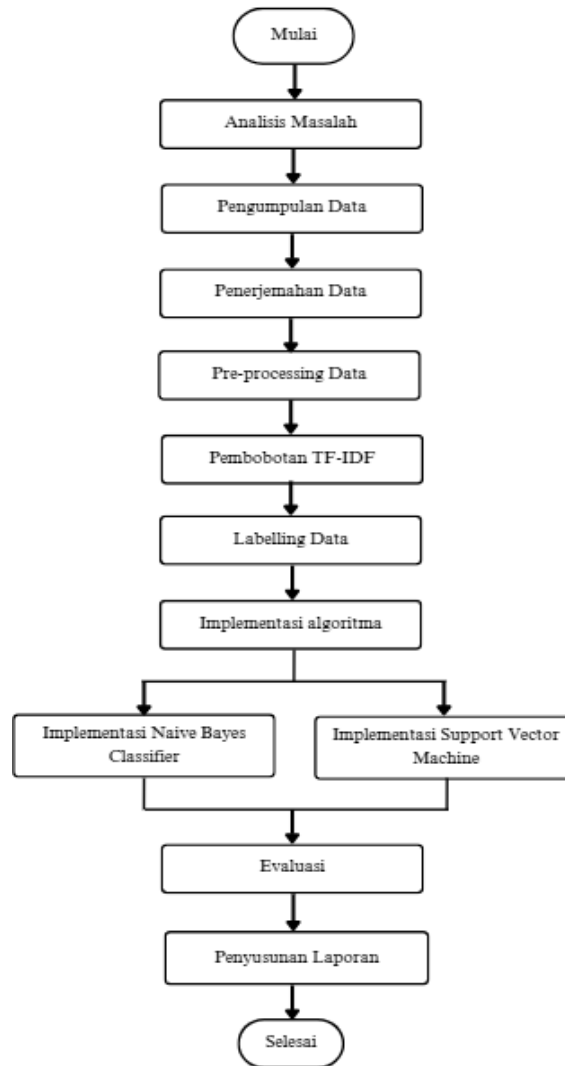 Mulai
Analisis Masalah
Pengumpulan Data
Penerjemahan Data
Pre-processing Data
Pembobotan TF-IDF
Labelling Data
Implementasi algoritma
Implementasi Naive Bayes
Classifier
Implementasi Support Vector
Machine
Evaluasi
Penyusunan Laporan
Selesai